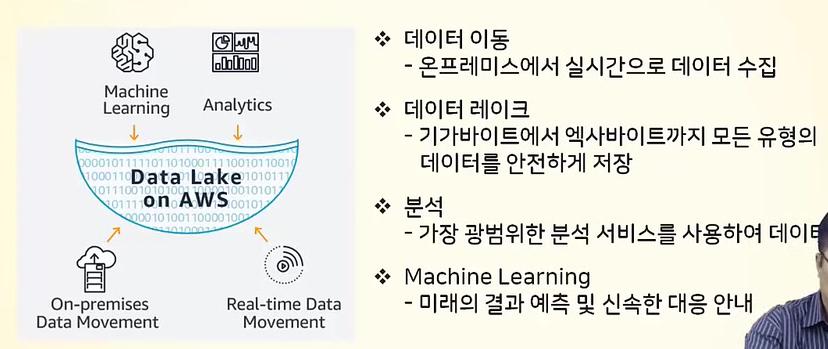 Machine
Learning
Analytics
Data Lake
on AWS
On-premises
Data Movement
Real-time Data
Movement
❖ 데이터 이동
- 온프레미스에서 실시간으로 데이터 수집
❖ 데이터 레이크
- 기가바이트에서 엑사바이트까지 모든 유형의
데이터를 안전하게 저장
❖ 분석
- 가장 광범위한 분석 서비스를 사용하여
❖ Machine Learning
- 미래의 결과 예측 및 신속한 대응 안내